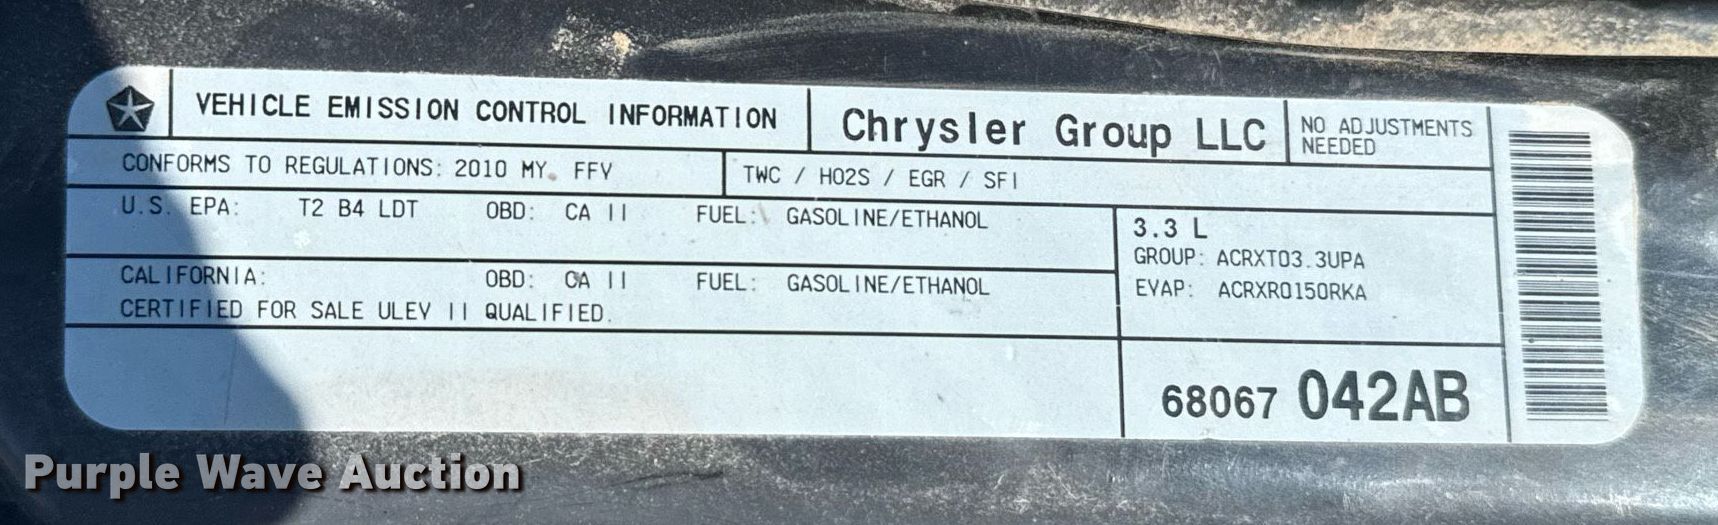 VEHICLE EMISSION CONTROL INFORMATION
Chrysler Group LLC
NO ADJUSTMENTS
NEEDED
CONFORMS TO REGULATIONS: 2010 MY. FFV
TWC / HO2S / EGR / SFI
U.S. EPA: T2 B4 LDT OBD: CA II FUEL: GASOLINE/ETHANOL
CALIFORNIA: OBD: CA II FUEL: GASOLINE/ETHANOL
CERTIFIED FOR SALE ULEV II QUALIFIED.
3.3 L
GROUP: ACRXT03.3UPA
EVAP: ACRXR0150RKA
68067 042AB
Purple Wave Auction